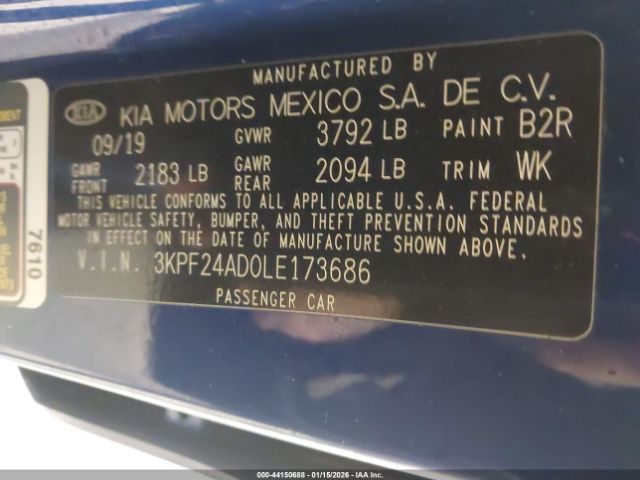 MANUFACTURED BY
KIA KIA MOTORS MEXICO S.A. DE C.V.
09/19 GVWR 3792 LB PAINT B2R
GAWR FRONT 2183 LB GAWR REAR 2094 LB TRIM WK
THIS VEHICLE CONFORMS TO ALL APPLICABLE U.S.A. FEDERAL
MOTOR VEHICLE SAFETY, BUMPER, AND THEFT PREVENTION STANDARDS
IN EFFECT ON THE DATE OF MANUFACTURE SHOWN ABOVE.
V.I.N. 3KPF24AD0LE173686
PASSENGER CAR
7610
000-44150688 - 01/15/2026 - IAA Inc.